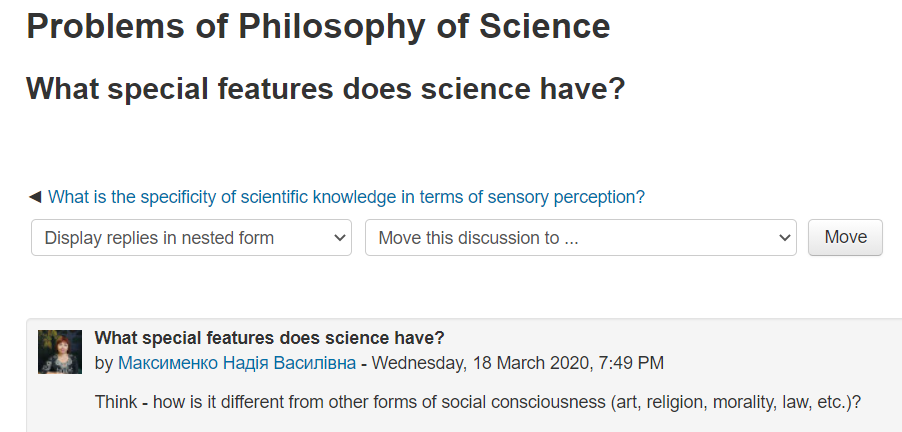 Problems of Philosophy of Science
What special features does science have?
◄ What is the specificity of scientific knowledge in terms of sensory perception?
Display replies in nested form
Move this discussion to ...
Move
What special features does science have?
by Максименко Надія Василівна - Wednesday, 18 March 2020, 7:49 PM
Think - how is it different from other forms of social consciousness (art, religion, morality, law, etc.)?